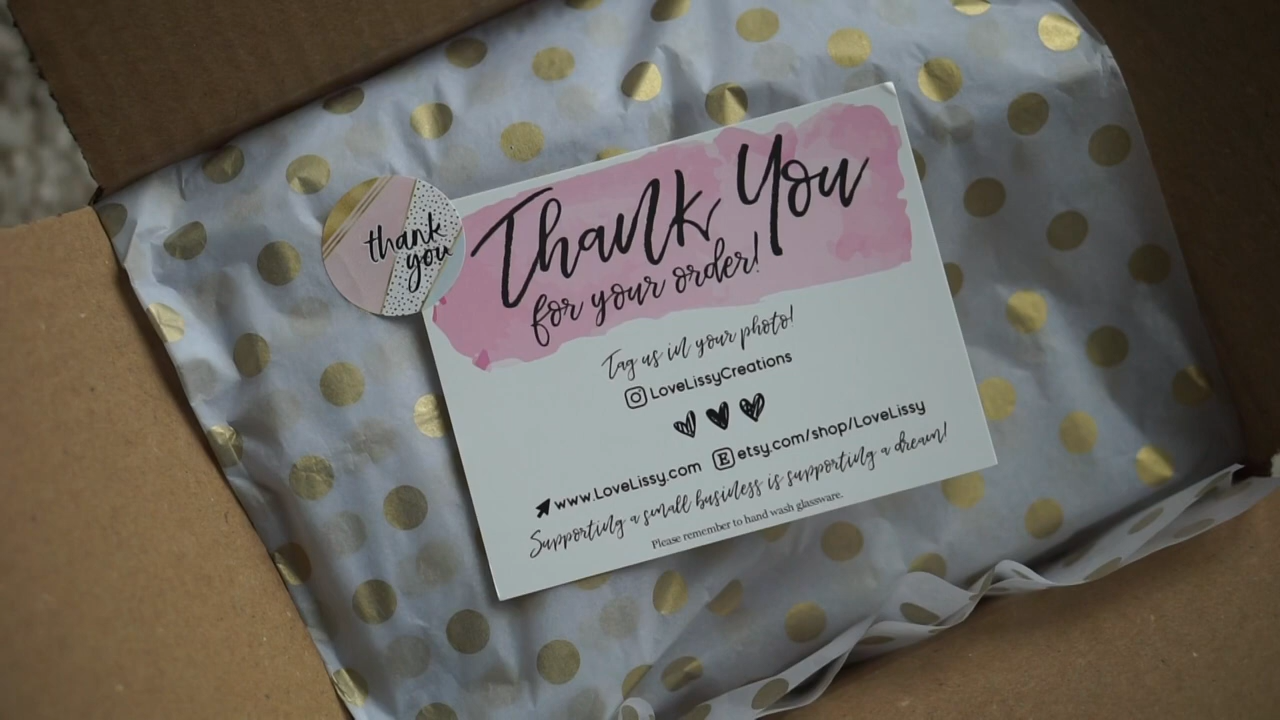 thank
you
Thank You
for your order!
Tag us in your photo!
LoveLissyCreations
www.LoveLissy.com etsy.com/shop/LoveLissy
Supporting a small business is supporting a dream!
Please remember to hand wash glassware.